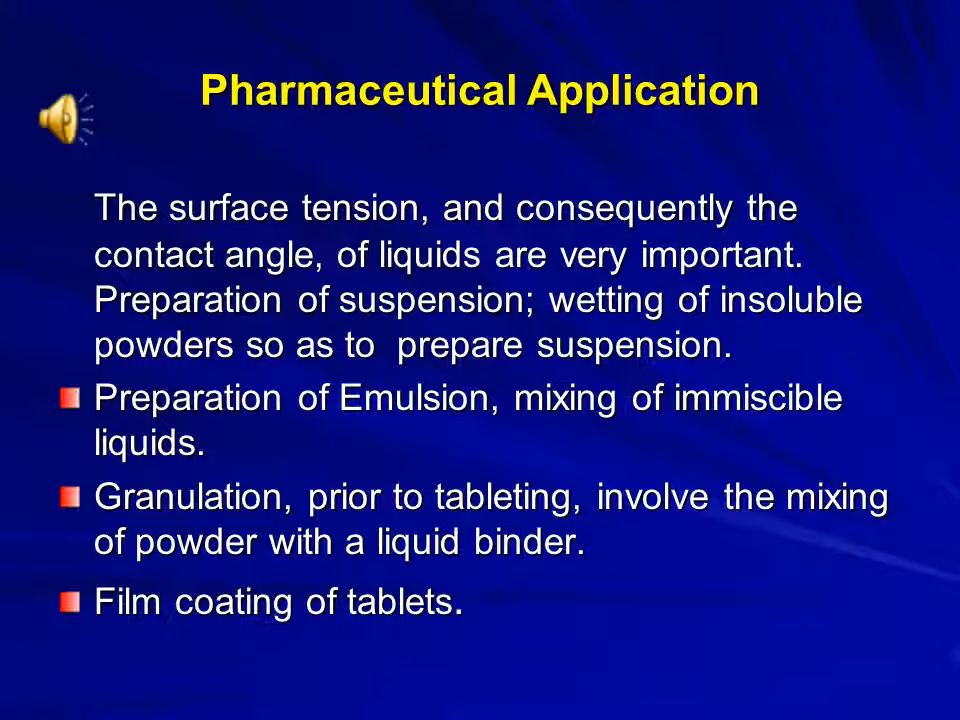 Pharmaceutical Application
The surface tension, and consequently the
contact angle, of liquids are very important.
Preparation of suspension; wetting of insoluble
powders so as to  prepare suspension.
Preparation of Emulsion, mixing of immiscible
liquids.
Granulation, prior to tableting, involve the mixing
of powder with a liquid binder.
Film coating of tablets.